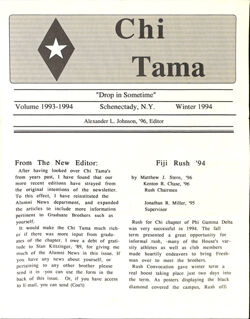 Chi
Tama
"Drop in Sometime"
Volume 1993-1994 Schenectady, N.Y. Winter 1994
Alexander L. Johnson, '96, Editor
From The New Editor:
After having looked over Chi Tama's
from years past, I have found that our
more recent editions have strayed from
the original intentions of the newsletter.
To this effect, I have reinstituted the
Alumni News department, and expanded
the articles to include more information
pertinent to Graduate Brothers such as
yourself.
It would make the Chi Tama much rich-
er if there was more input from gradu-
ates of the chapter. I owe a debt of grati-
tude to Stan Kittinger, '89, for giving me
much of the Alumni News in this issue. If
you have any news about yourself, or
pertaining to any other brother please
send it in you can use the form in the
back of this issue. Or, if you have access
to E-mail, you can send (Con't)
Fiji Rush '94
by Matthew J. Stern, '96
Kenton R. Chase, '96
Rush Chairmen
Jonathan R. Miller, '95
Supervisor
Rush for Chi chapter of Phi Gamma Delta
was very successful in 1994. The fall
term presented a great opportunity for
informal rush, many of the House's var-
sity athletes as well as club members
made heartily endeavors to bring fresh-
man over to meet the brothers.
Rush Convocation gave winter term a
real boost taking place just two days into
the term. As posters displaying the black
diamond covered the campus, Rush offi-